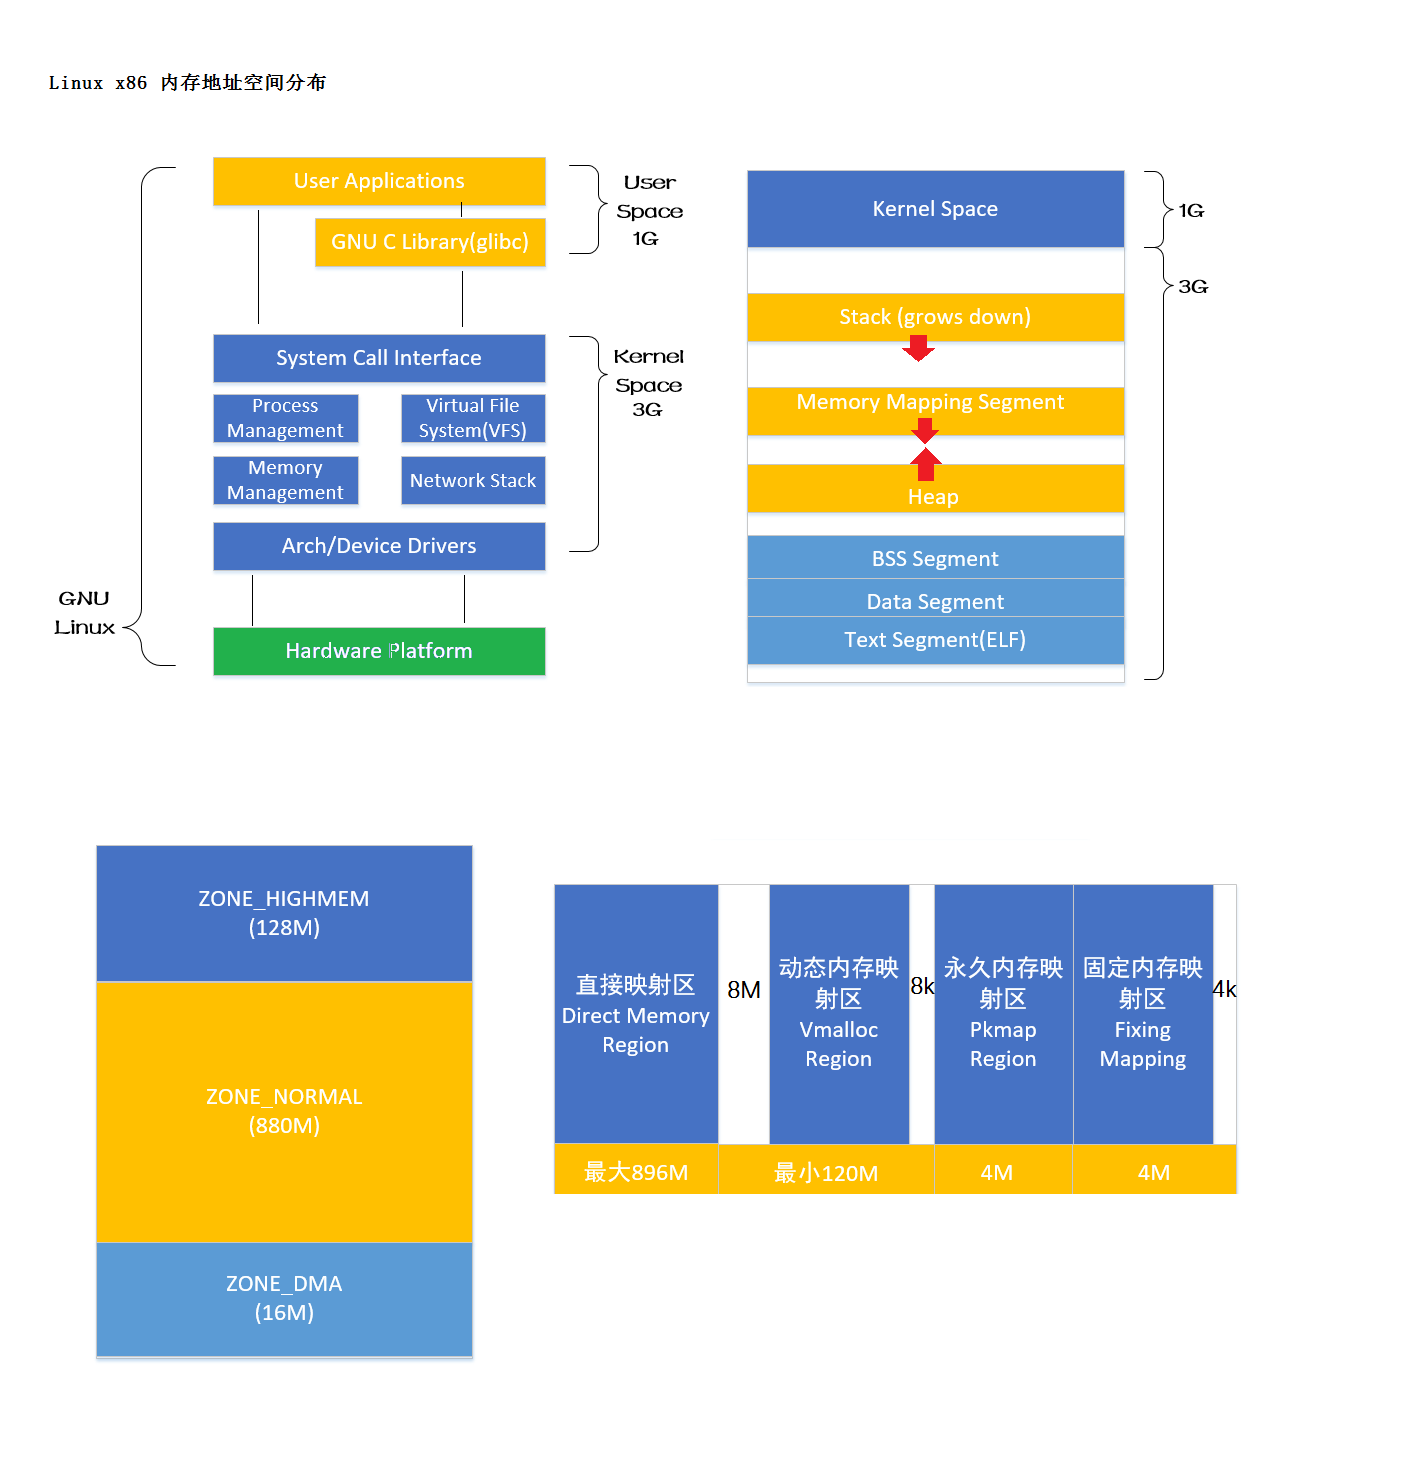 Linux x86 内存地址空间分布
User Applications
GNU C Library(glibc)
User
Space
1G
System Call Interface
Process
Management
Virtual File
System(VFS)
Memory
Management
Network Stack
Arch/Device Drivers
Kernel
Space
3G
GNU
Linux
Hardware Platform
Kernel Space
1G
3G
Stack (grows down)
Memory Mapping Segment
Heap
BSS Segment
Data Segment
Text Segment(ELF)
ZONE_HIGHMEM
(128M)
ZONE_NORMAL
(880M)
ZONE_DMA
(16M)
直接映射区
Direct Memory
Region
8M
动态内存映
射区
Vmalloc
Region
8k
永久内存映
射区
Pkmap
Region
固定内存映
射区
Fixing
Mapping
4k
最大896M
最小120M
4M
4M